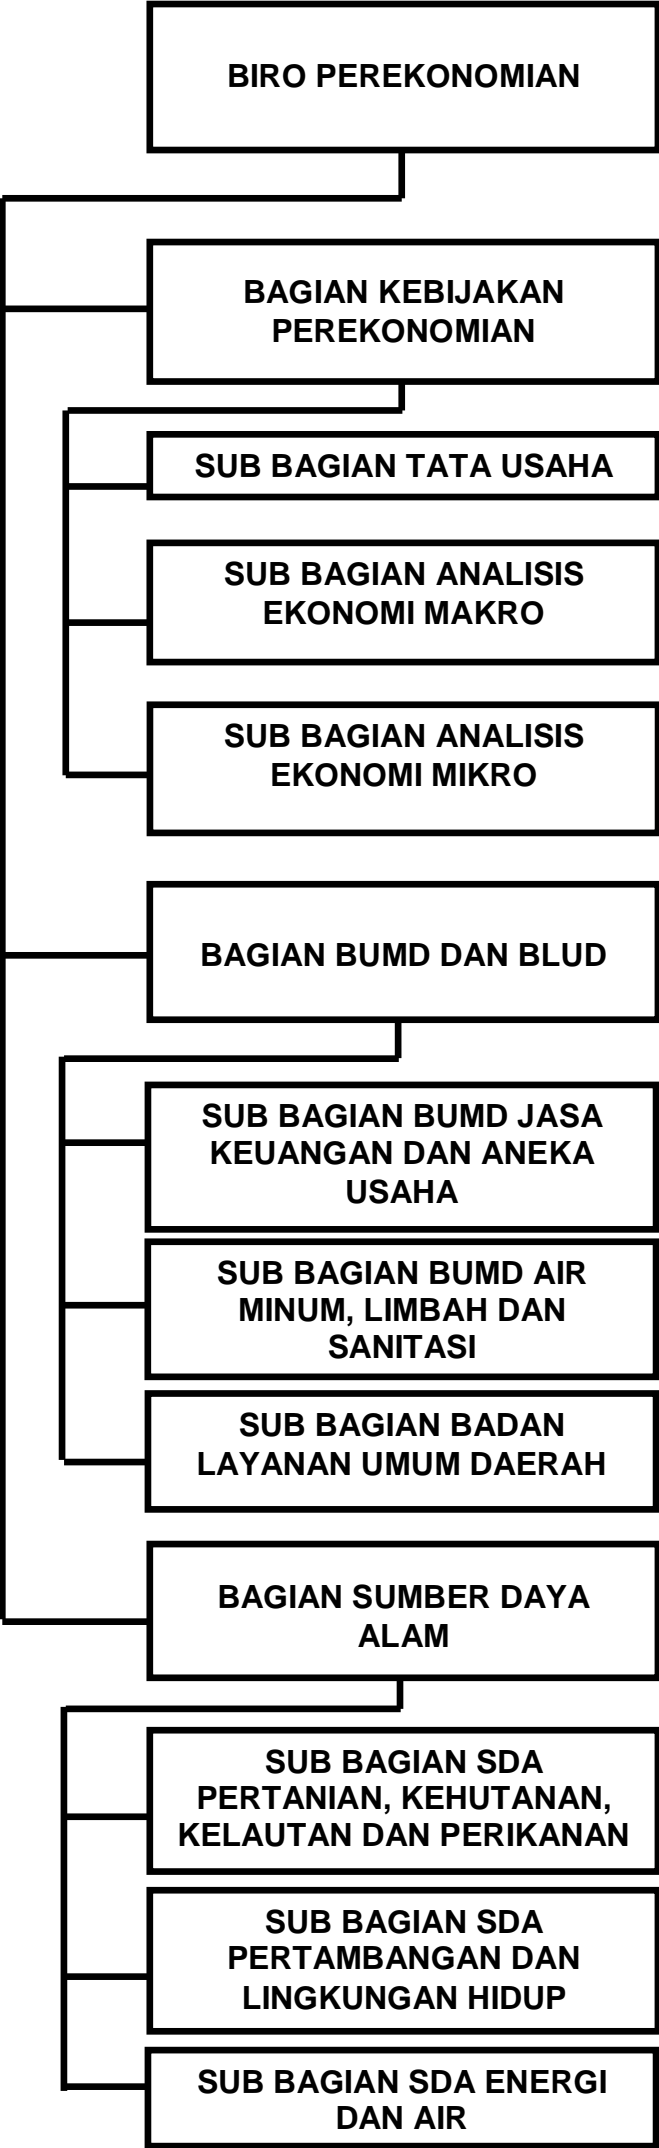 BIRO PEREKONOMIAN
BAGIAN KEBIJAKAN
PEREKONOMIAN
SUB BAGIAN TATA USAHA
SUB BAGIAN ANALISIS
EKONOMI MAKRO
SUB BAGIAN ANALISIS
EKONOMI MIKRO
BAGIAN BUMD DAN BLUD
SUB BAGIAN BUMD JASA
KEUANGAN DAN ANEKA
USAHA
SUB BAGIAN BUMD AIR
MINUM, LIMBAH DAN
SANITASI
SUB BAGIAN BADAN
LAYANAN UMUM DAERAH
BAGIAN SUMBER DAYA
ALAM
SUB BAGIAN SDA
PERTANIAN, KEHUTANAN,
KELAUTAN DAN PERIKANAN
SUB BAGIAN SDA
PERTAMBANGAN DAN
LINGKUNGAN HIDUP
SUB BAGIAN SDA ENERGI
DAN AIR